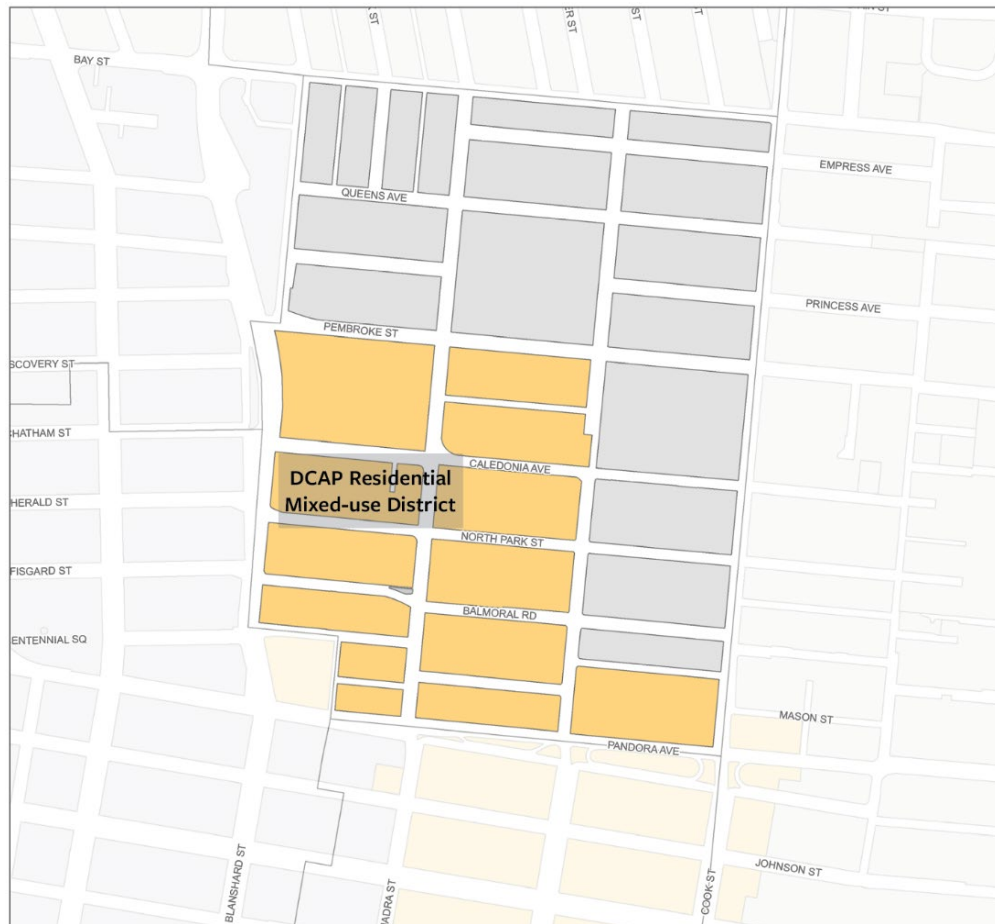 BAY ST
EMPRESS AVE
QUEENS AVE
PRINCESS AVE
PEMBROKE ST
SCOVERY ST
CHATHAM ST
CALEDONIA AVE
DCAP Residential
Mixed-use District
HERALD ST
NORTH PARK ST
FISGARD ST
BALMORAL RD
ENTENNIAL SQ
MASON ST
PANDORA AVE
JOHNSON ST
BLANSHARD ST
ADRA ST
COOK ST